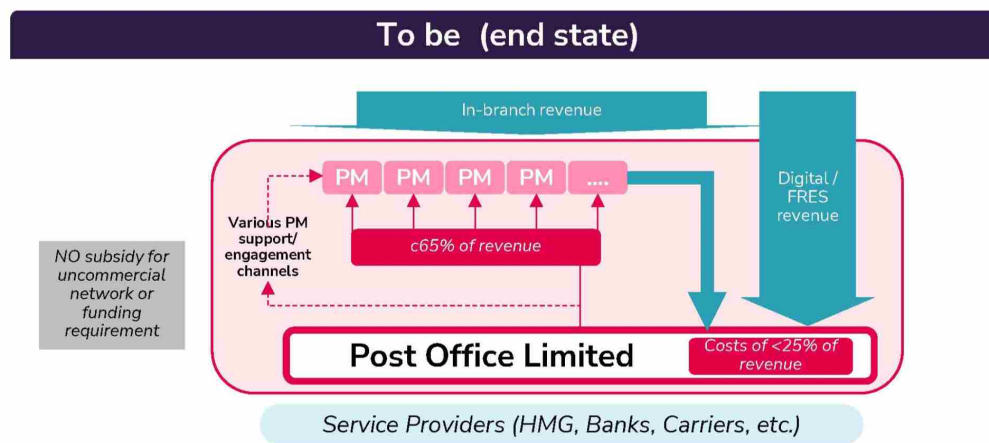 To be (end state)
In-branch revenue
PM PM PM PM ....
Digital /
FRES
revenue
Various PM
support/
engagement
channels
c65% of revenue
NO subsidy for
uncommercial
network or
funding
requirement
Post Office Limited
Costs of <25% of
revenue
Service Providers (HMG, Banks, Carriers, etc.)